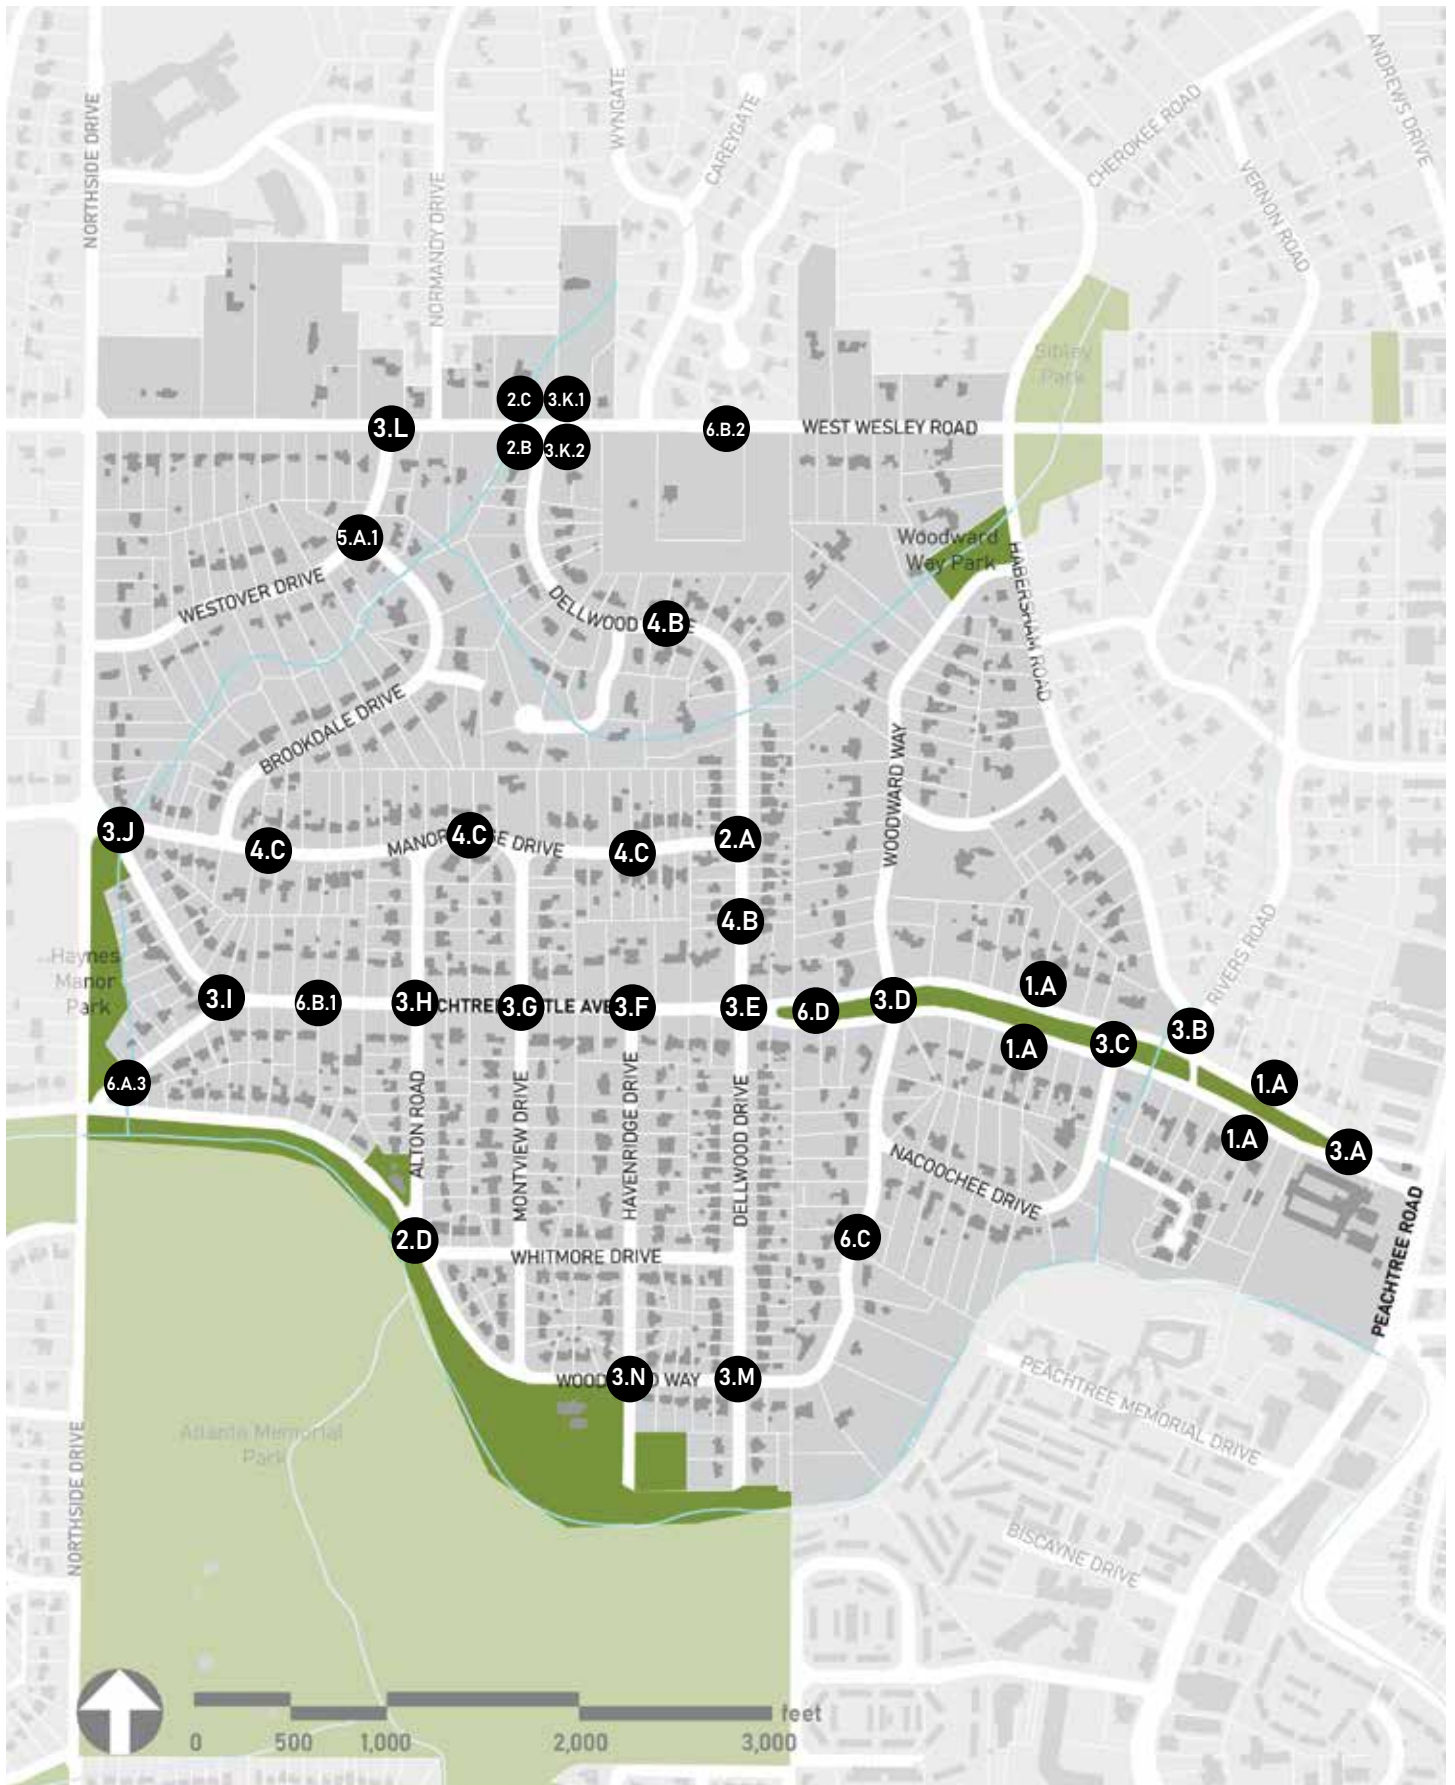 ANDREWS DRIVE
WYNGATE
CAREYGATE
CHEROKEE ROAD
NORTHSIDE DRIVE
NORMANDY DRIVE
VERNON ROAD
Sibley
Park
2.C
3.K.1
3.L
6.B.2
WEST WESLEY ROAD
2.B
3.K.2
5.A.1
Woodward
Way Park
HABERSHAM ROAD
WESTOVER DRIVE
DELLWOOD
4.B
BROOKDALE DRIVE
WOODWARD WAY
3.J
4.C
MANOR
4.C
GE DRIVE
4.C
2.A
4.B
RIVERS ROAD
Haynes
Manor
Park
3.I
6.B.1
3.H
CHTREE
3.G
TLE AVE
3.F
3.E
6.D
3.D
1.A
1.A
3.C
3.B
1.A
1.A
3.A
6.A.3
ALTON ROAD
MONTVIEW DRIVE
HAVENRIDGE DRIVE
DELLWOOD DRIVE
NACOOCHEE DRIVE
PEACHTREE ROAD
2.D
WHITMORE DRIVE
6.C
WOOD
3.N
D WAY
3.M
PEACHTREE MEMORIAL DRIVE
Atlanta Memorial
Park
NORTHSIDE DRIVE
BISCAYNE DRIVE
feet
0 500 1,000 2,000 3,000